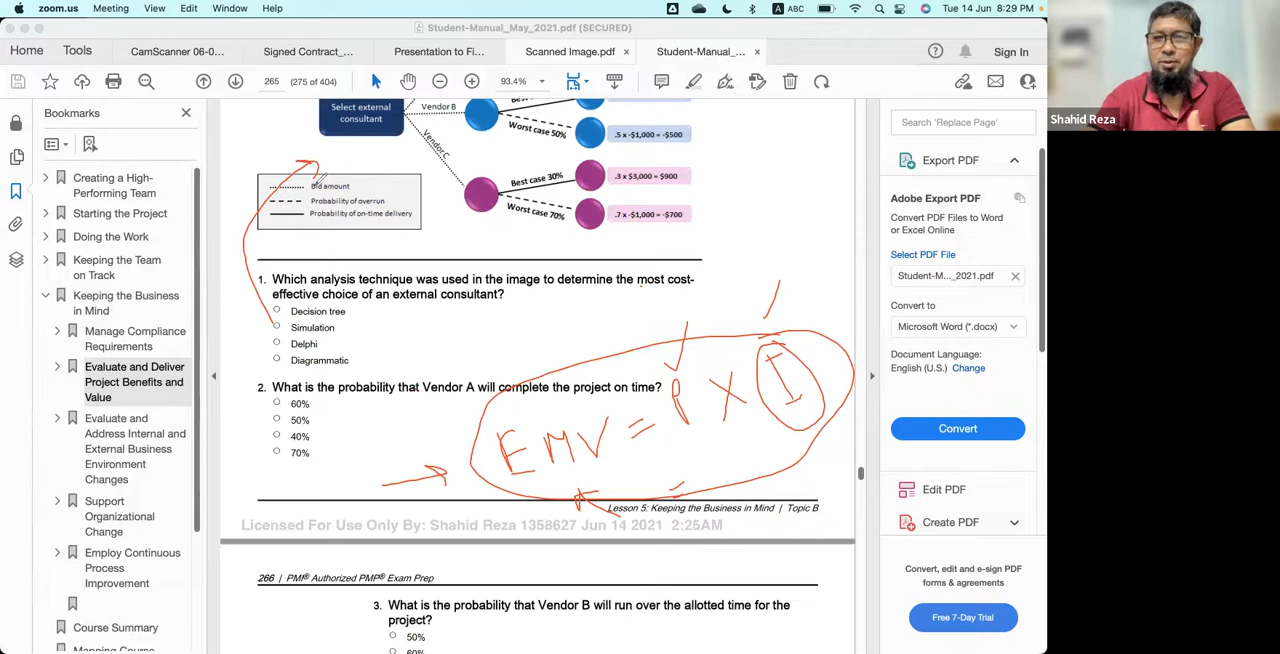 zoom.us Meeting View Edit Window Help ABC Tue 14 Jun 8:29 PM
Student-Manual_May_2021.pdf (SECURED)
Home Tools CamScanner 06-0... Signed Contract_... Presentation to Fi... Scanned Image.pdf × Student-Manual_... × ? Sign In
265 (275 of 404) 93.4%
Shahid Reza
Bookmarks
Creating a High-
Performing Team
Starting the Project
Doing the Work
Keeping the Team
on Track
Keeping the Business
in Mind
Manage Compliance
Requirements
Evaluate and Deliver
Project Benefits and
Value
Evaluate and
Address Internal and
External Business
Environment
Changes
Support
Organizational
Change
Employ Continuous
Process
Improvement
Course Summary
Select external
consultant
Vendor B
Vendor C
Worst case 50%
.5 x -$1,000 = -$500
Best case 30%
.3 x $3,000 = $900
Worst case 70%
.7 x -$1,000 = -$700
Bid amount
Probability of overrun
Probability of on-time delivery
1. Which analysis technique was used in the image to determine the most cost-
effective choice of an external consultant?
Decision tree
Simulation
Delphi
Diagrammatic
2. What is the probability that Vendor A will complete the project on time?
60%
50%
40%
70%
EMV = P X I
Lesson 5: Keeping the Business in Mind | Topic B
Licensed For Use Only By: Shahid Reza 1358627 Jun 14 2021 2:25AM
266 | PMI® Authorized PMP® Exam Prep
3. What is the probability that Vendor B will run over the allotted time for the
project?
50%
Search 'Replace Page'
Export PDF
Adobe Export PDF
Convert PDF Files to Word
or Excel Online
Select PDF File
Student-M..._2021.pdf
Convert to
Microsoft Word (*.docx)
Document Language:
English (U.S.) Change
Convert
Edit PDF
Create PDF
Convert, edit and e-sign PDF
forms & agreements
Free 7-Day Trial